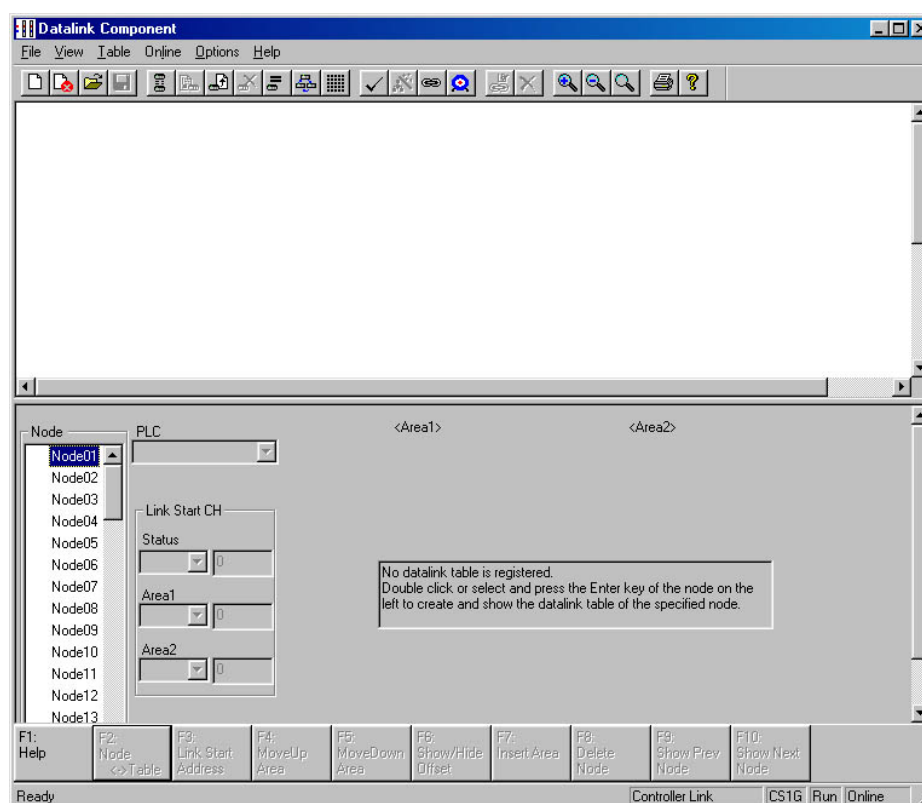 Datalink Component
File View Table Online Options Help
<Area1> <Area2>
Node
Node01
Node02
Node03
Node04
Node05
Node06
Node07
Node08
Node09
Node10
Node11
Node12
Node13
PLC
Link Start CH
Status
0
Area1
0
Area2
0
No datalink table is registered.
Double click or select and press the Enter key of the node on the
left to create and show the datalink table of the specified node.
F1:
Help
F2:
Node
<->Table
F3:
Link Start
Address
F4:
MoveUp
Area
F5:
MoveDown
Area
F6:
Show/Hide
Offset
F7:
Insert Area
F8:
Delete
Node
F9:
Show Prev
Node
F10:
Show Next
Node
Ready Controller Link CS1G Run Online